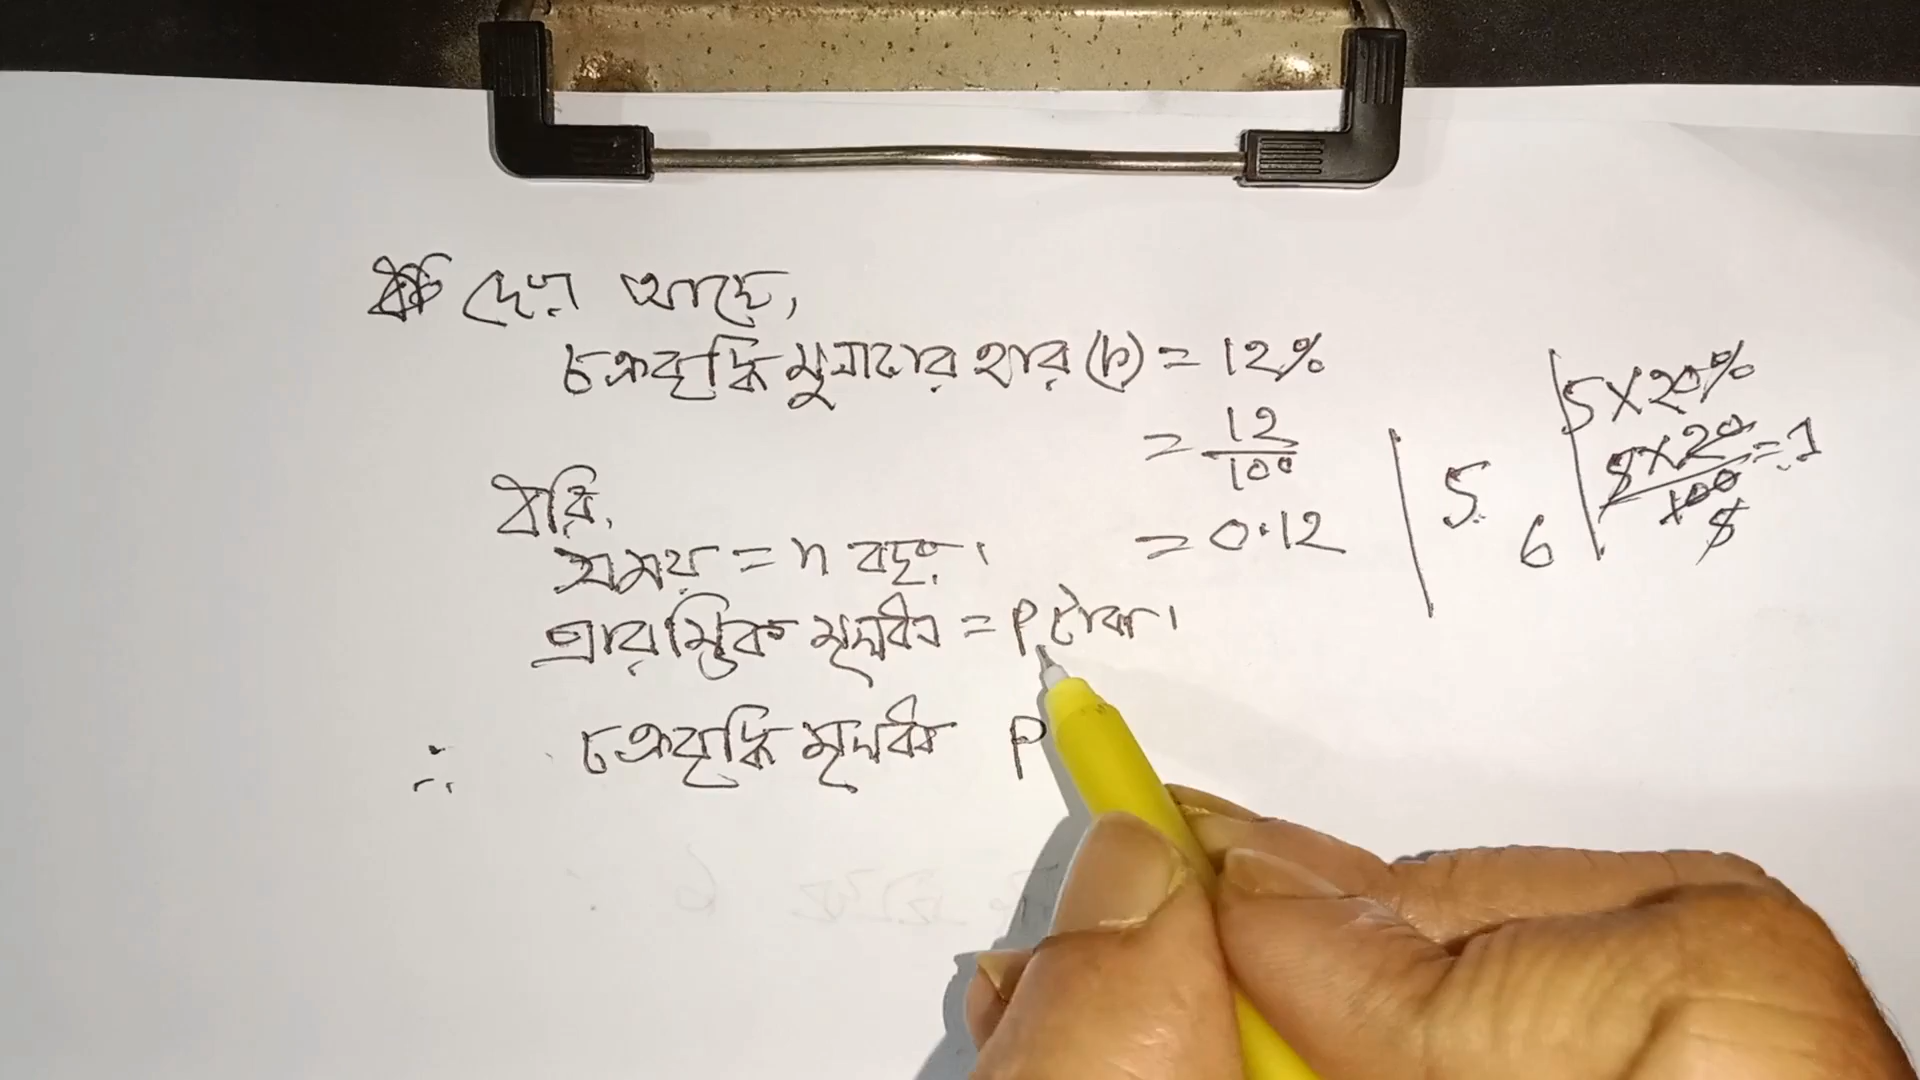 দেওয়া আছে,
চক্রবৃদ্ধি মুনাফার হার (r) = 12%
= 12/100
= 0.12
ধরি,
সময় = n বছর।
প্রারম্ভিক মূলধন = P টাকা।
∴ চক্রবৃদ্ধি মূলধন P
5
6
5×20%
5×20/100 = 1
5